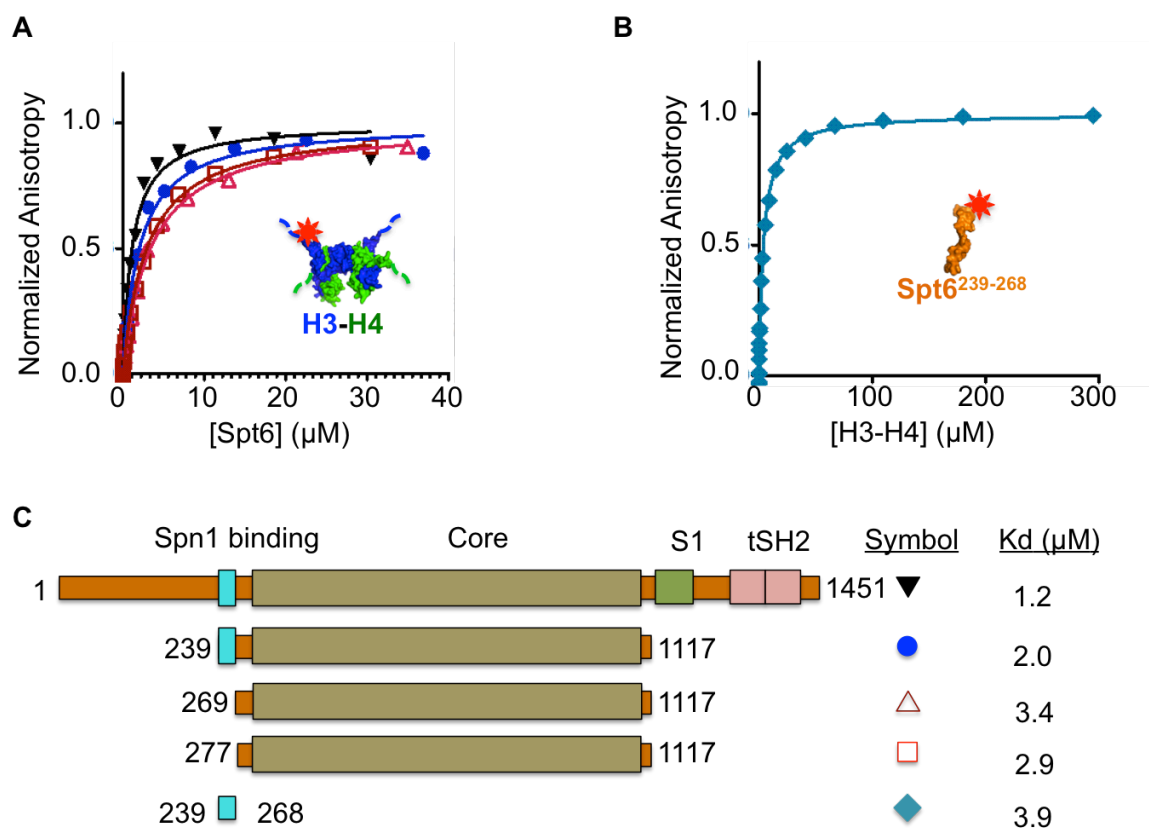 A
B
1.0
0.5
0.0
Normalized Anisotropy
0
10
20
30
40
[Spt6] (µM)
H3-H4
1.0
0.5
0.0
Normalized Anisotropy
0
100
200
300
[H3-H4] (µM)
Spt6239-268
C
Spn1 binding Core S1 tSH2 Symbol Kd (µM)
1 1451 1.2
239 1117 2.0
269 1117 3.4
277 1117 2.9
239 268 3.9